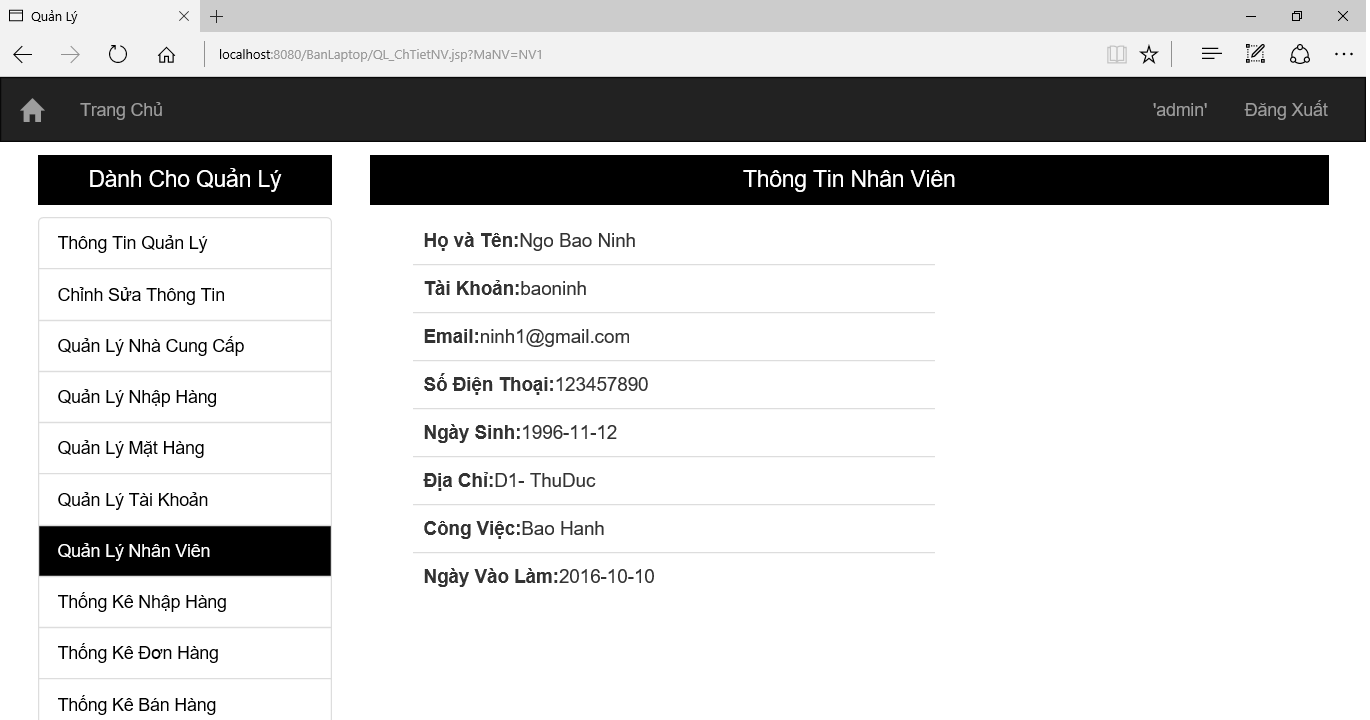 Quản Lý
localhost:8080/BanLaptop/QL_ChTietNV.jsp?MaNV=NV1
Trang Chủ
'admin'
Đăng Xuất
Dành Cho Quản Lý
Thông Tin Quản Lý
Chỉnh Sửa Thông Tin
Quản Lý Nhà Cung Cấp
Quản Lý Nhập Hàng
Quản Lý Mặt Hàng
Quản Lý Tài Khoản
Quản Lý Nhân Viên
Thống Kê Nhập Hàng
Thống Kê Đơn Hàng
Thống Kê Bán Hàng
Thông Tin Nhân Viên
Họ và Tên:Ngo Bao Ninh
Tài Khoản:baoninh
Email:ninh1@gmail.com
Số Điện Thoại:123457890
Ngày Sinh:1996-11-12
Địa Chỉ:D1- ThuDuc
Công Việc:Bao Hanh
Ngày Vào Làm:2016-10-10